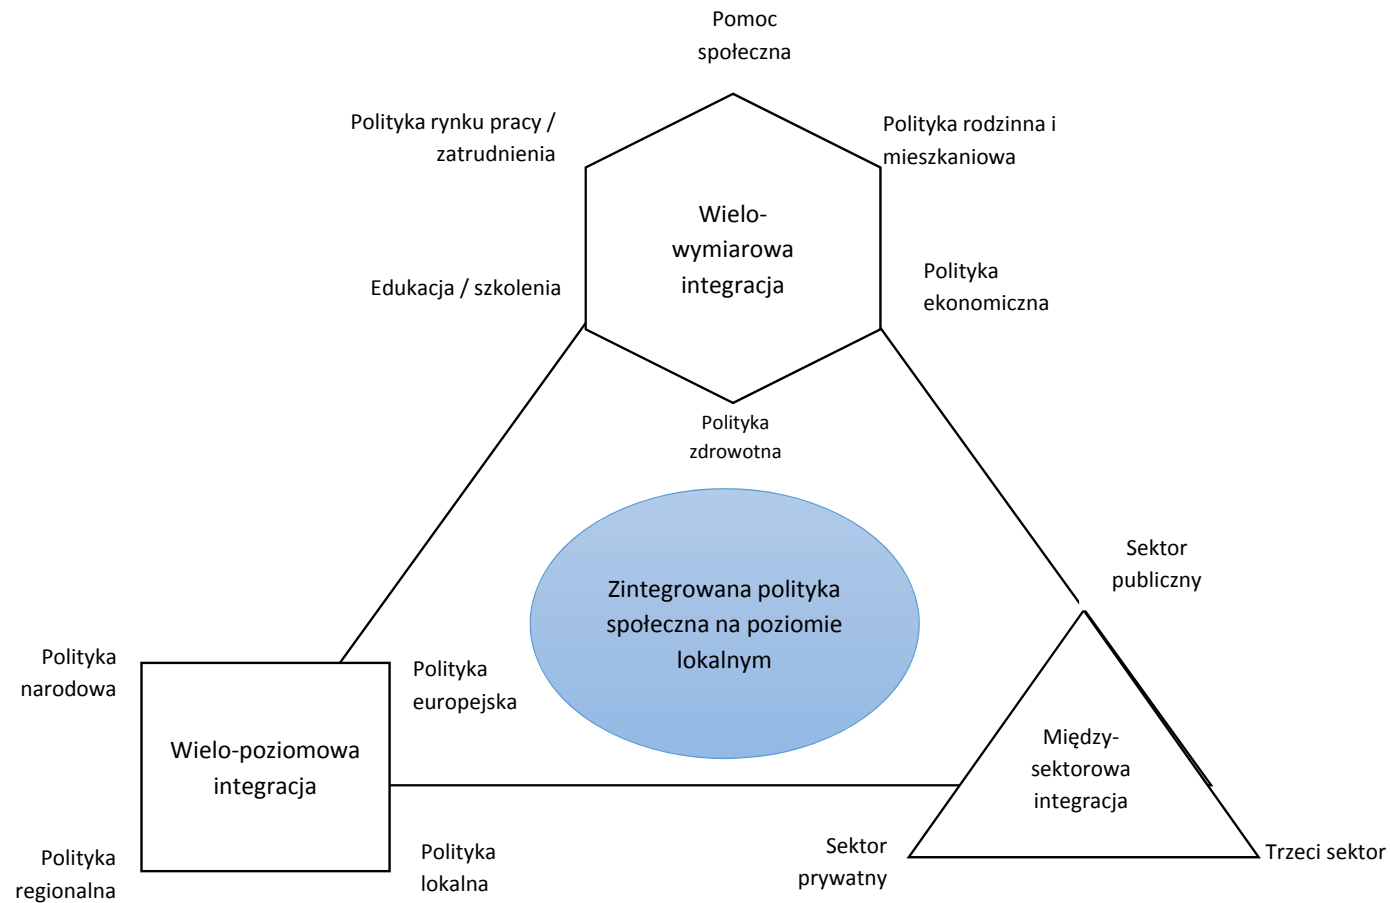 Pomoc
społeczna
Polityka rynku pracy /
zatrudnienia
Polityka rodzinna i
mieszkaniowa
Wielo-
wymiarowa
integracja
Edukacja / szkolenia
Polityka
ekonomiczna
Polityka
zdrowotna
Sektor
publiczny
Zintegrowana polityka
społeczna na poziomie
lokalnym
Polityka
narodowa
Polityka
europejska
Wielo-poziomowa
integracja
Między-
sektorowa
integracja
Polityka
regionalna
Polityka
lokalna
Sektor
prywatny
Trzeci sektor